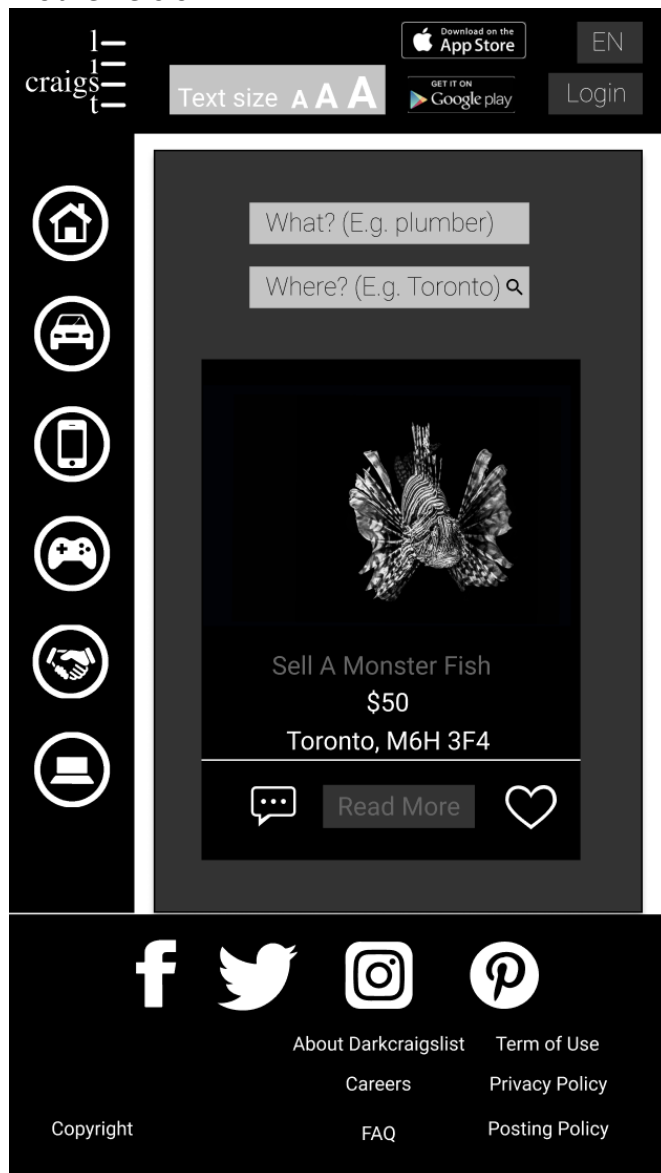 craigslist
Text size A A A
Download on the
App Store
GET IT ON
Google play
EN
Login
What? (E.g. plumber)
Where? (E.g. Toronto)
Sell A Monster Fish
$50
Toronto, M6H 3F4
Read More
About Darkcraigslist
Term of Use
Careers
Privacy Policy
Copyright
FAQ
Posting Policy